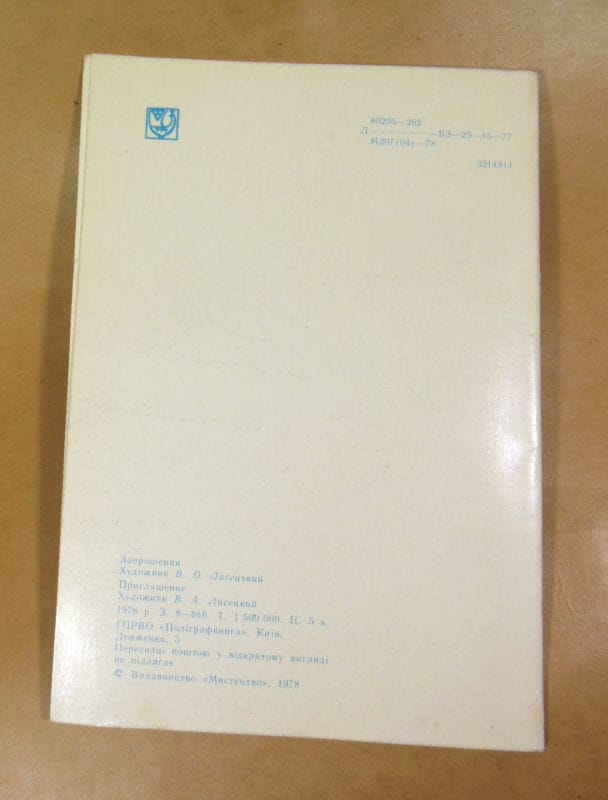 80205—262
Л—————БЗ—29—15—77
М207(04)—78
3214311
Запрошення
Художник В. О. Лисецький
Приглашение
Художник В. А. Лисецкий
1978 р. З. 8—886. Т. 1 500 000. Ц. 5 к.
ГПРВО «Поліграфкнига». Київ,
Довженка, 3
Пересилці поштою у відкритому вигляді
не підлягає
© Видавництво «Мистецтво», 1978